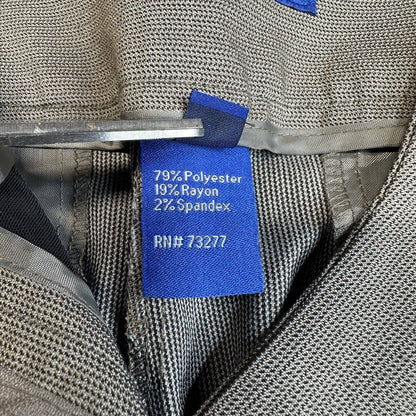 79% Polyester
19% Rayon
2% Spandex
RN# 73277